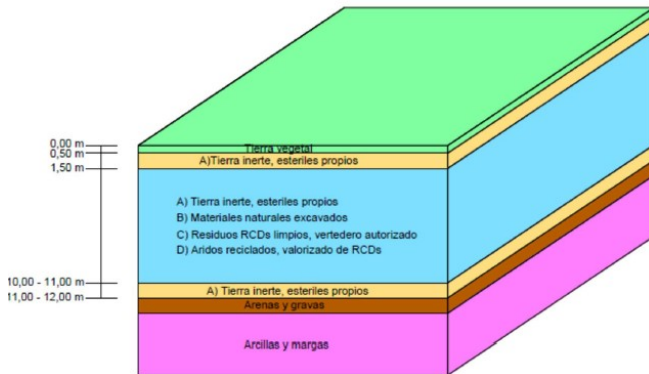 0,00 m
Tierra vegetal
0,50 m
A)Tierra inerte, esteriles propios
1,50 m
A) Tierra inerte, esteriles propios
B) Materiales naturales excavados
C) Residuos RCDs limpios, vertedero autorizado
D) Aridos reciclados, valorizado de RCDs
10,00 - 11,00 m
A) Tierra inerte, esteriles propios
11,00 - 12,00 m
Arenas y gravas
Arcillas y margas